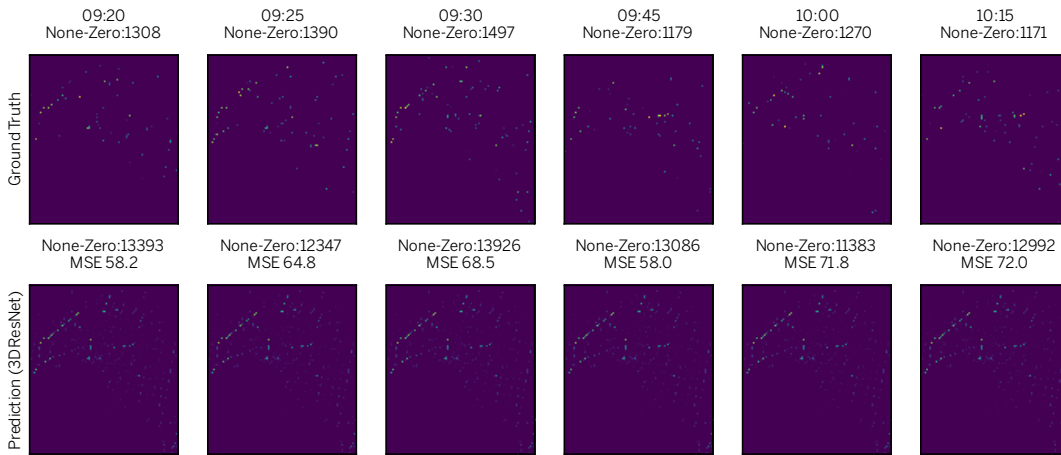 09:20
None-Zero:1308
09:25
None-Zero:1390
09:30
None-Zero:1497
09:45
None-Zero:1179
10:00
None-Zero:1270
10:15
None-Zero:1171
Ground Truth
None-Zero:13393
MSE 58.2
None-Zero:12347
MSE 64.8
None-Zero:13926
MSE 68.5
None-Zero:13086
MSE 58.0
None-Zero:11383
MSE 71.8
None-Zero:12992
MSE 72.0
Prediction (3DResNet)